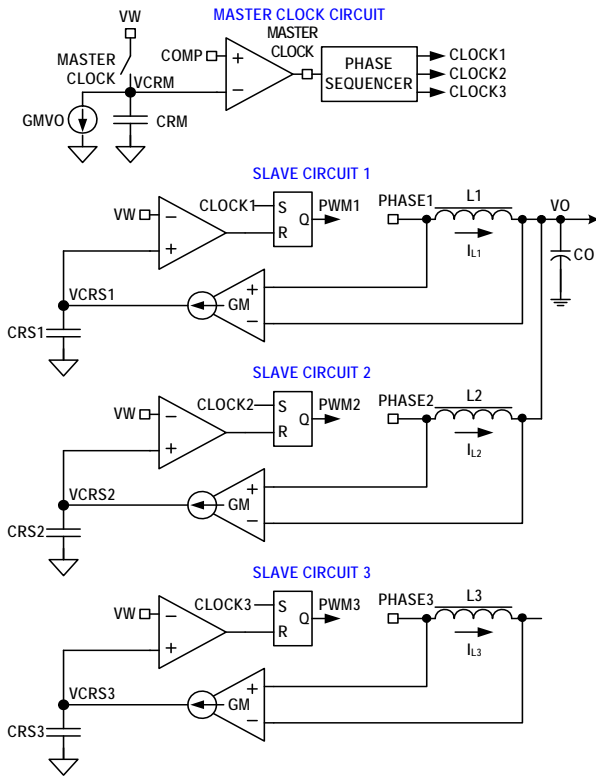 MASTER CLOCK CIRCUIT
VW
MASTER
CLOCK
COMP
MASTER
CLOCK
VCRM
GMVO
CRM
+
−
PHASE
SEQUENCER
CLOCK1
CLOCK2
CLOCK3
SLAVE CIRCUIT 1
VW
−
+
CLOCK1
S
R
Q
PWM1
PHASE1
L1
IL1
VO
CO
VCRS1
GM
+
−
CRS1
SLAVE CIRCUIT 2
VW
−
+
CLOCK2
S
R
Q
PWM2
PHASE2
L2
IL2
VCRS2
GM
+
−
CRS2
SLAVE CIRCUIT 3
VW
−
+
CLOCK3
S
R
Q
PWM3
PHASE3
L3
IL3
VCRS3
GM
+
−
CRS3